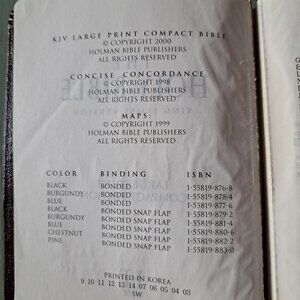 KJV LARGE PRINT COMPACT BIBLE
© COPYRIGHT 2000
HOLMAN BIBLE PUBLISHERS
ALL RIGHTS RESERVED
CONCISE CONCORDANCE
© COPYRIGHT 1998
HOLMAN BIBLE PUBLISHERS
ALL RIGHTS RESERVED
MAPS:
© COPYRIGHT 1999
HOLMAN BIBLE PUBLISHERS
ALL RIGHTS RESERVED
COLOR BINDING ISBN
BLACK BONDED 1-55819-876-8
BURGUNDY BONDED 1-55819-878-4
BLUE BONDED 1-55819-877-6
BLACK BONDED SNAP FLAP 1-55819-879-2
BURGUNDY BONDED SNAP FLAP 1-55819-881-4
BLUE BONDED SNAP FLAP 1-55819-880-6
CHESTNUT BONDED SNAP FLAP 1-55819-882-2
PINE BONDED SNAP FLAP 1-55819-883-0
PRINTED IN KOREA
9 10 11 12 13 14 07 06 05 04 03
SW